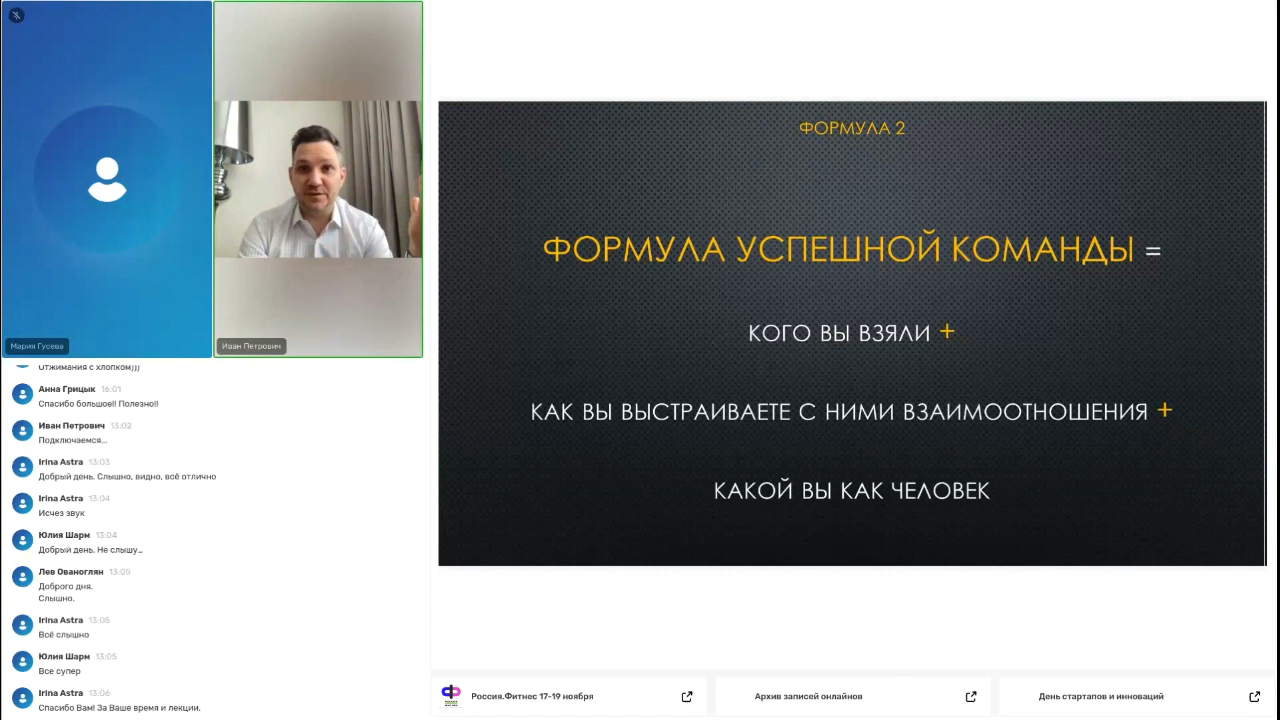 Мария Гусева
Иван Петрович
Отжимания с хлопком)))
Анна Грицык 16:01
Спасибо большое!! Полезно!!
Иван Петрович 13:02
Подключаемся...
Irina Astra 13:03
Добрый день. Слышно, видно, всё отлично
Irina Astra 13:04
Исчез звук
Юлия Шарм 13:04
Добрый день. Не слышу...
Лев Ованоглян 13:05
Доброго дня.
Слышно.
Irina Astra 13:05
Всё слышно
Юлия Шарм 13:05
Все супер
Irina Astra 13:06
Спасибо Вам! За Ваше время и лекции.
ФОРМУЛА 2
ФОРМУЛА УСПЕШНОЙ КОМАНДЫ =
КОГО ВЫ ВЗЯЛИ +
КАК ВЫ ВЫСТРАИВАЕТЕ С НИМИ ВЗАИМООТНОШЕНИЯ +
КАКОЙ ВЫ КАК ЧЕЛОВЕК
Россия.Фитнес 17-19 ноября
Архив записей онлайнов
День стартапов и инноваций